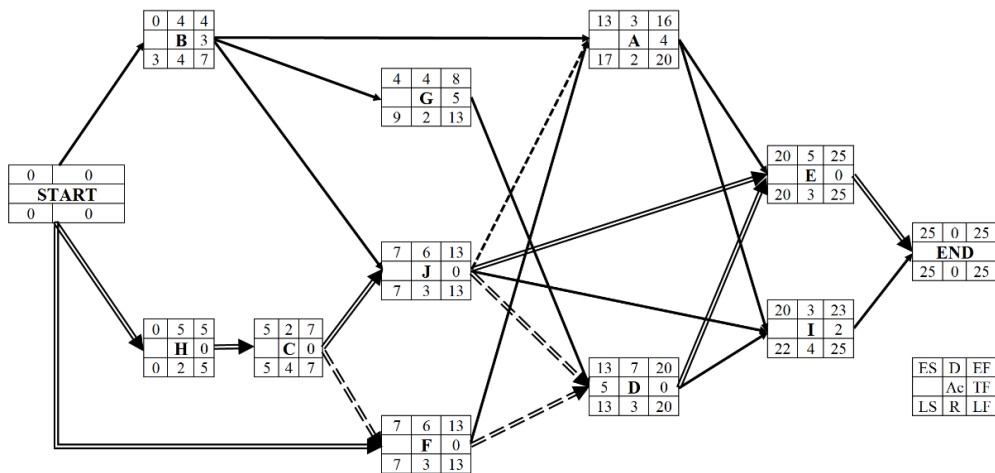 0 4 4
B 3
3 4 7
13 3 16
A 4
17 2 20
4 4 8
G 5
9 2 13
0 0
START
0 0
20 5 25
E 0
20 3 25
7 6 13
J 0
7 3 13
25 0 25
END
25 0 25
0 5 5
H 0
0 2 5
5 2 7
C 0
5 4 7
20 3 23
I 2
22 4 25
13 7 20
5 D 0
13 3 20
ES D EF
Ac TF
LS R LF
7 6 13
F 0
7 3 13